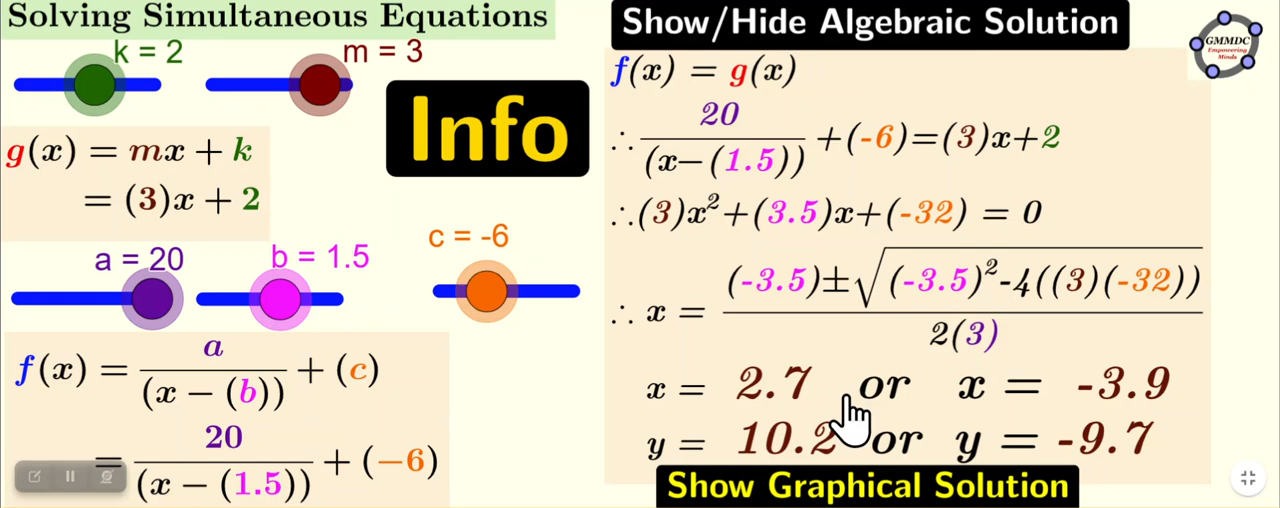 Solving Simultaneous Equations
k = 2
m = 3
g(x) = mx + k
= (3)x + 2
Info
a = 20
b = 1.5
c = -6
f(x) = a/(x − (b)) + (c)
= 20/(x − (1.5)) + (−6)
Show/Hide Algebraic Solution
GMMDC
Empowering
Minds
f(x) = g(x)
∴ 20/(x−(1.5)) +(-6)=(3)x+2
∴(3)x²+(3.5)x+(-32) = 0
∴ x = ((-3.5)±√((-3.5)²-4((3)(-32))))/2(3)
x = 2.7 or x = -3.9
y = 10.2 or y = -9.7
Show Graphical Solution